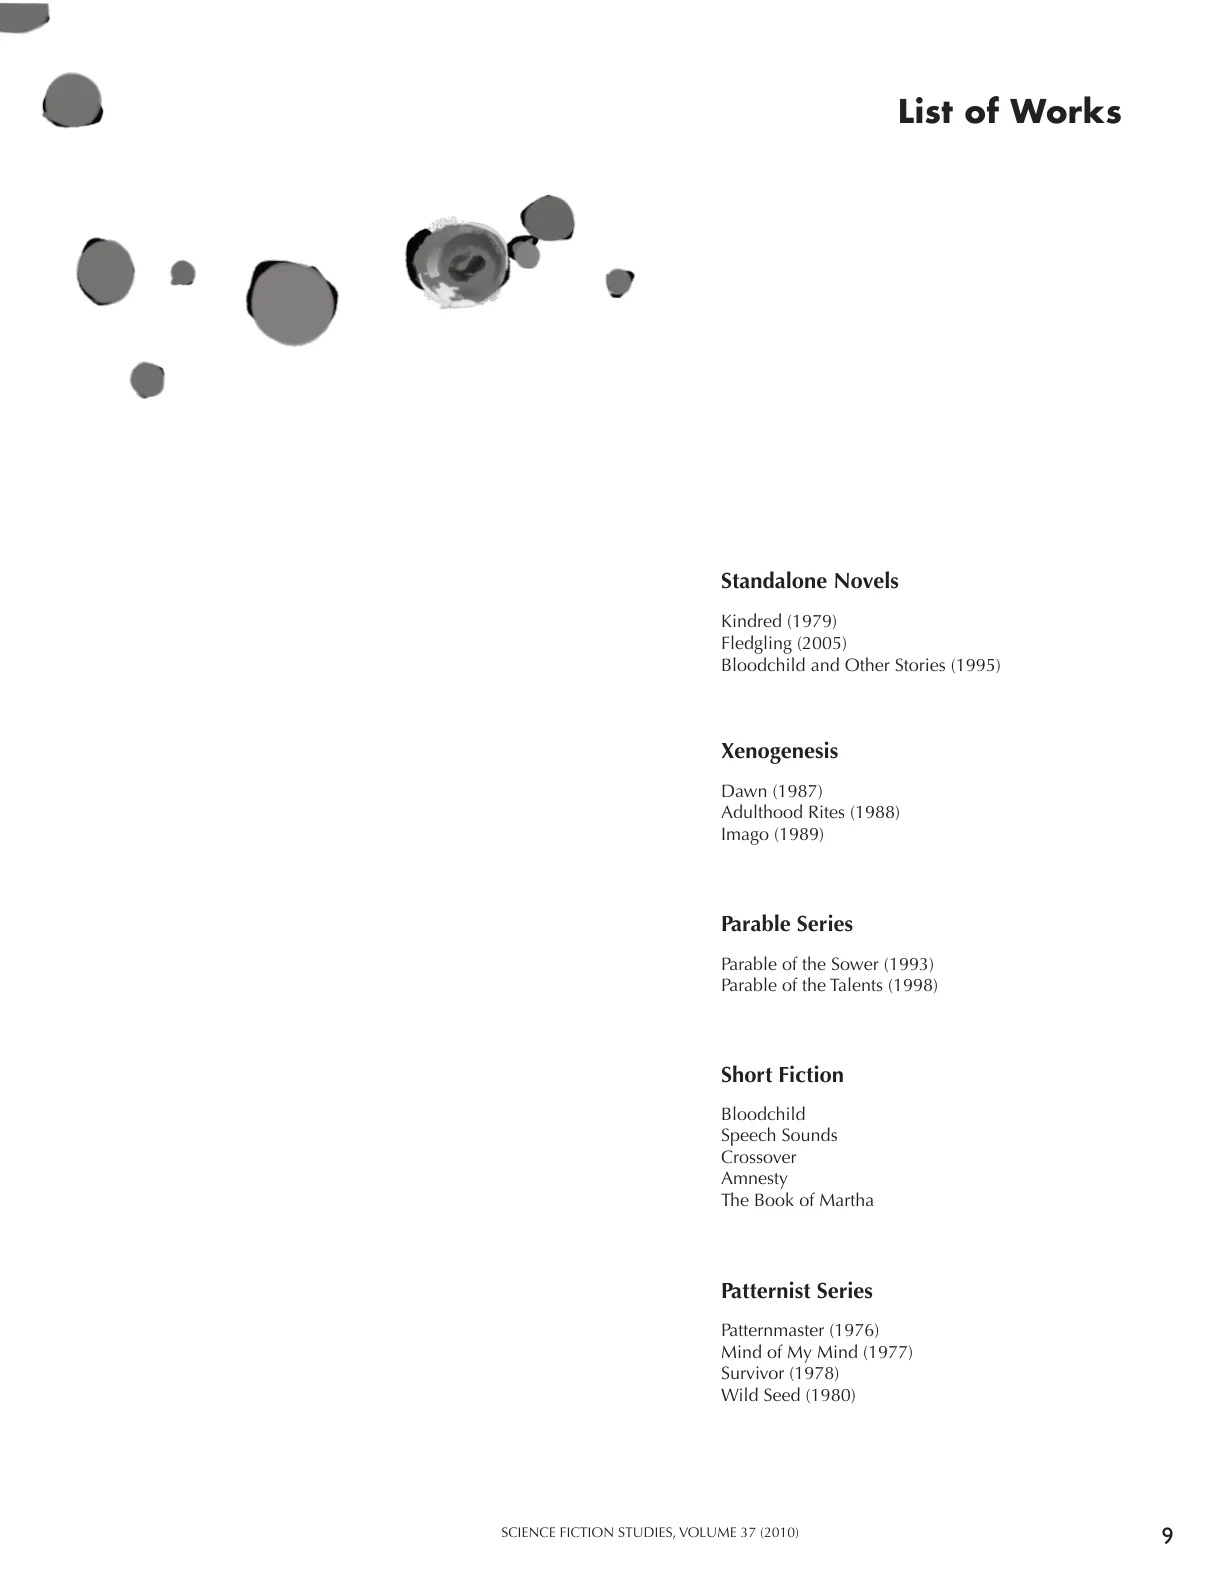 List of Works
Standalone Novels
Kindred (1979)
Fledgling (2005)
Bloodchild and Other Stories (1995)
Xenogenesis
Dawn (1987)
Adulthood Rites (1988)
Imago (1989)
Parable Series
Parable of the Sower (1993)
Parable of the Talents (1998)
Short Fiction
Bloodchild
Speech Sounds
Crossover
Amnesty
The Book of Martha
Patternist Series
Patternmaster (1976)
Mind of My Mind (1977)
Survivor (1978)
Wild Seed (1980)
SCIENCE FICTION STUDIES, VOLUME 37 (2010)
9